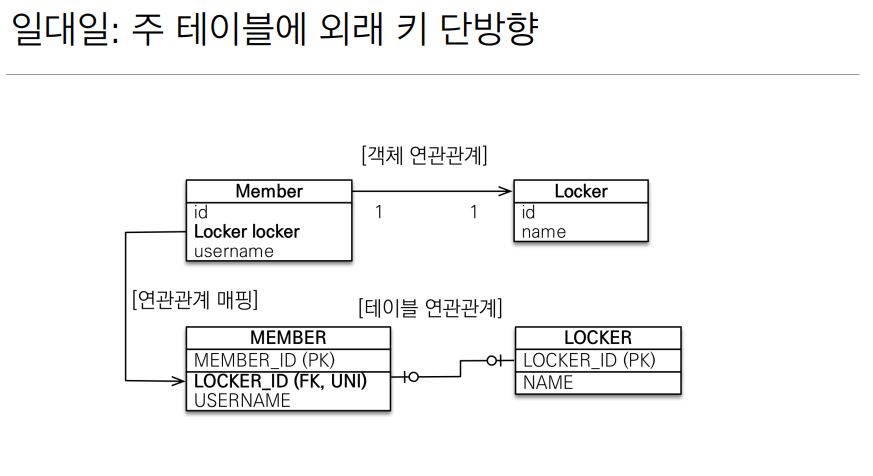 일대일: 주 테이블에 외래 키 단방향
[객체 연관관계]
Member
id
Locker locker
username
1
1
Locker
id
name
[연관관계 매핑]
[테이블 연관관계]
MEMBER
MEMBER_ID (PK)
LOCKER_ID (FK, UNI)
USERNAME
LOCKER
LOCKER_ID (PK)
NAME